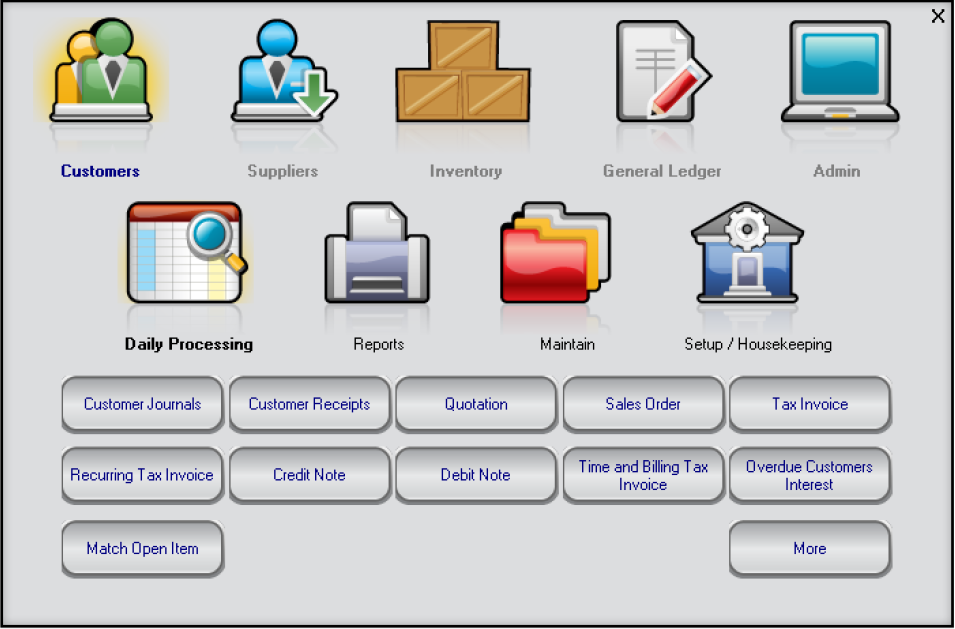 X
Customers
Suppliers
Inventory
General Ledger
Admin
Daily Processing
Reports
Maintain
Setup / Housekeeping
Customer Journals
Customer Receipts
Quotation
Sales Order
Tax Invoice
Recurring Tax Invoice
Credit Note
Debit Note
Time and Billing Tax
Invoice
Overdue Customers
Interest
Match Open Item
More